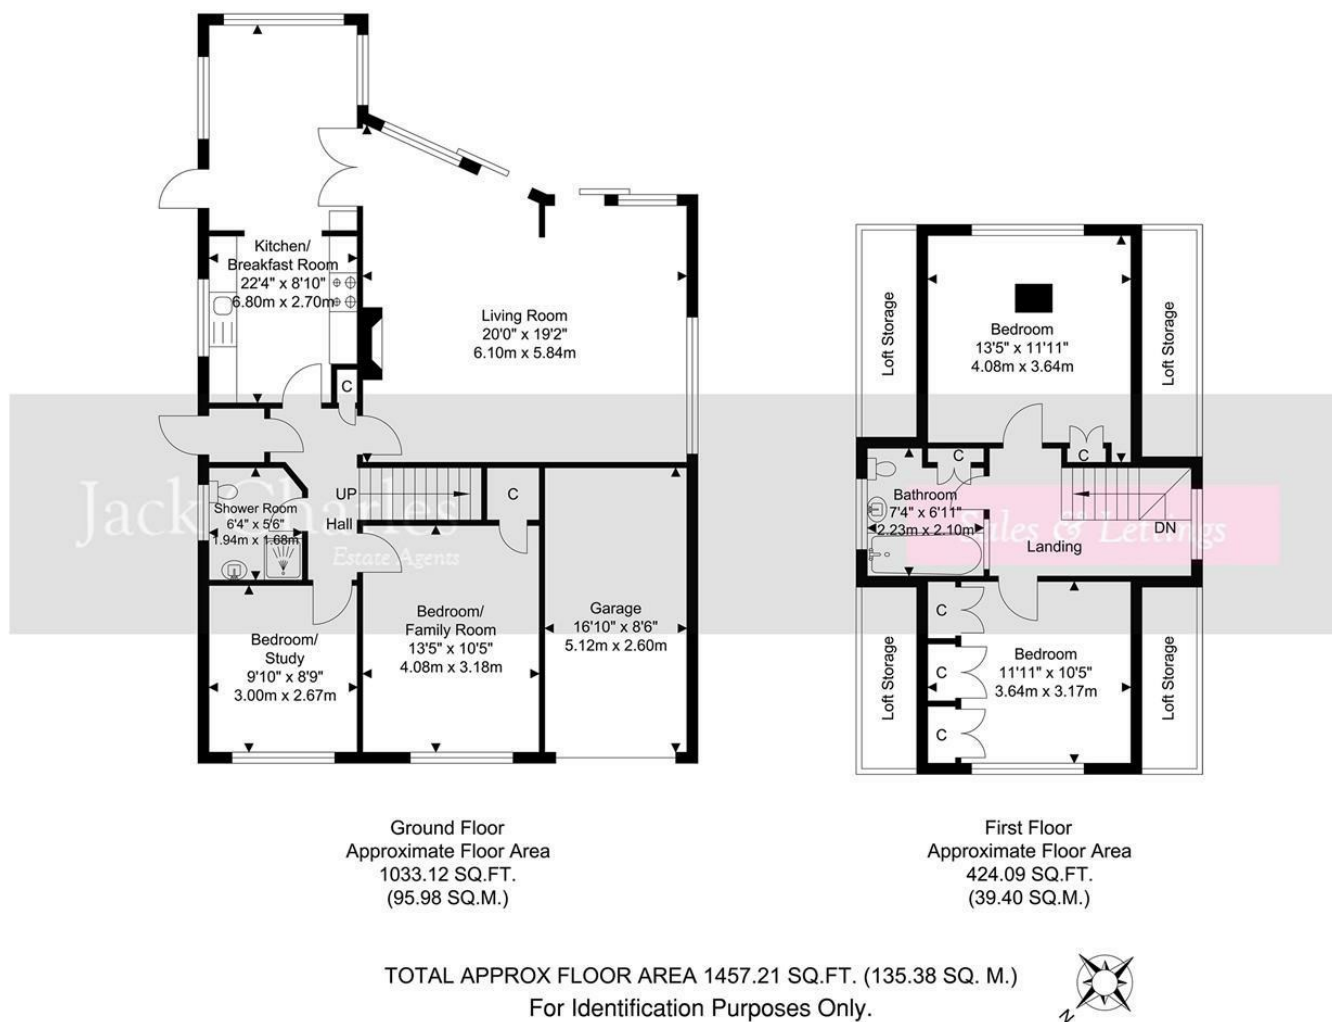 Kitchen/
Breakfast Room
22'4" x 8'10"
6.80m x 2.70m
Living Room
20'0" x 19'2"
6.10m x 5.84m
C
UP
Hall
C
Shower Room
6'4" x 5'6"
1.94m x 1.68m
Jack Charles
Estate Agents
Bedroom/
Study
9'10" x 8'9"
3.00m x 2.67m
Bedroom/
Family Room
13'5" x 10'5"
4.08m x 3.18m
Garage
16'10" x 8'6"
5.12m x 2.60m
Ground Floor
Approximate Floor Area
1033.12 SQ.FT.
(95.98 SQ.M.)
Loft Storage
Bedroom
13'5" x 11'11"
4.08m x 3.64m
Loft Storage
C
C
Bathroom
7'4" x 6'11"
2.23m x 2.10m
DN
Landing
Sales & Lettings
C
C
C
Bedroom
11'11" x 10'5"
3.64m x 3.17m
Loft Storage
Loft Storage
First Floor
Approximate Floor Area
424.09 SQ.FT.
(39.40 SQ.M.)
TOTAL APPROX FLOOR AREA 1457.21 SQ.FT. (135.38 SQ. M.)
For Identification Purposes Only.
N